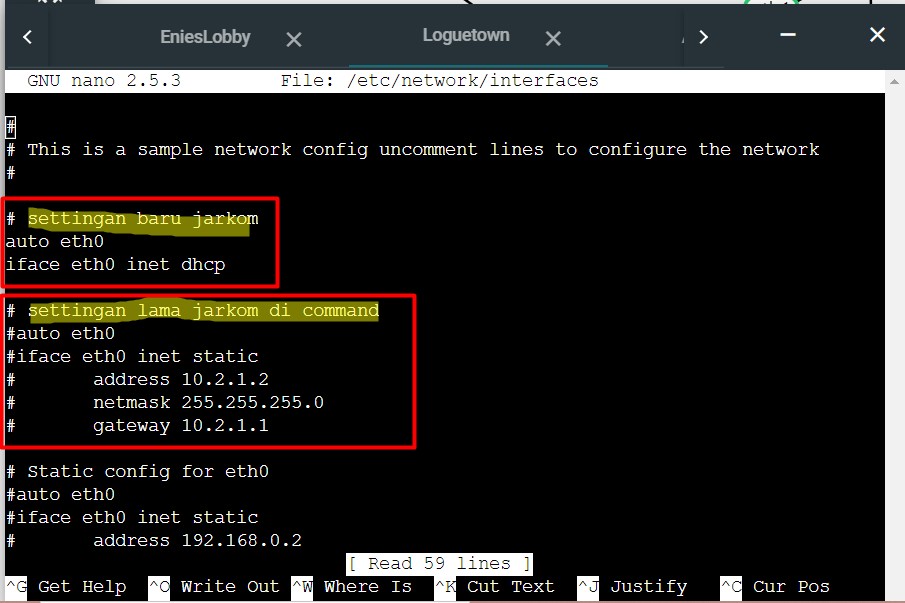 EniesLobby
Loguetown
GNU nano 2.5.3 File: /etc/network/interfaces
#
# This is a sample network config uncomment lines to configure the network
#
# settingan baru jarkom
auto eth0
iface eth0 inet dhcp
# settingan lama jarkom di command
#auto eth0
#iface eth0 inet static
# address 10.2.1.2
# netmask 255.255.255.0
# gateway 10.2.1.1
# Static config for eth0
#auto eth0
#iface eth0 inet static
# address 192.168.0.2
[ Read 59 lines ]
^G Get Help ^O Write Out ^W Where Is ^K Cut Text ^J Justify ^C Cur Pos